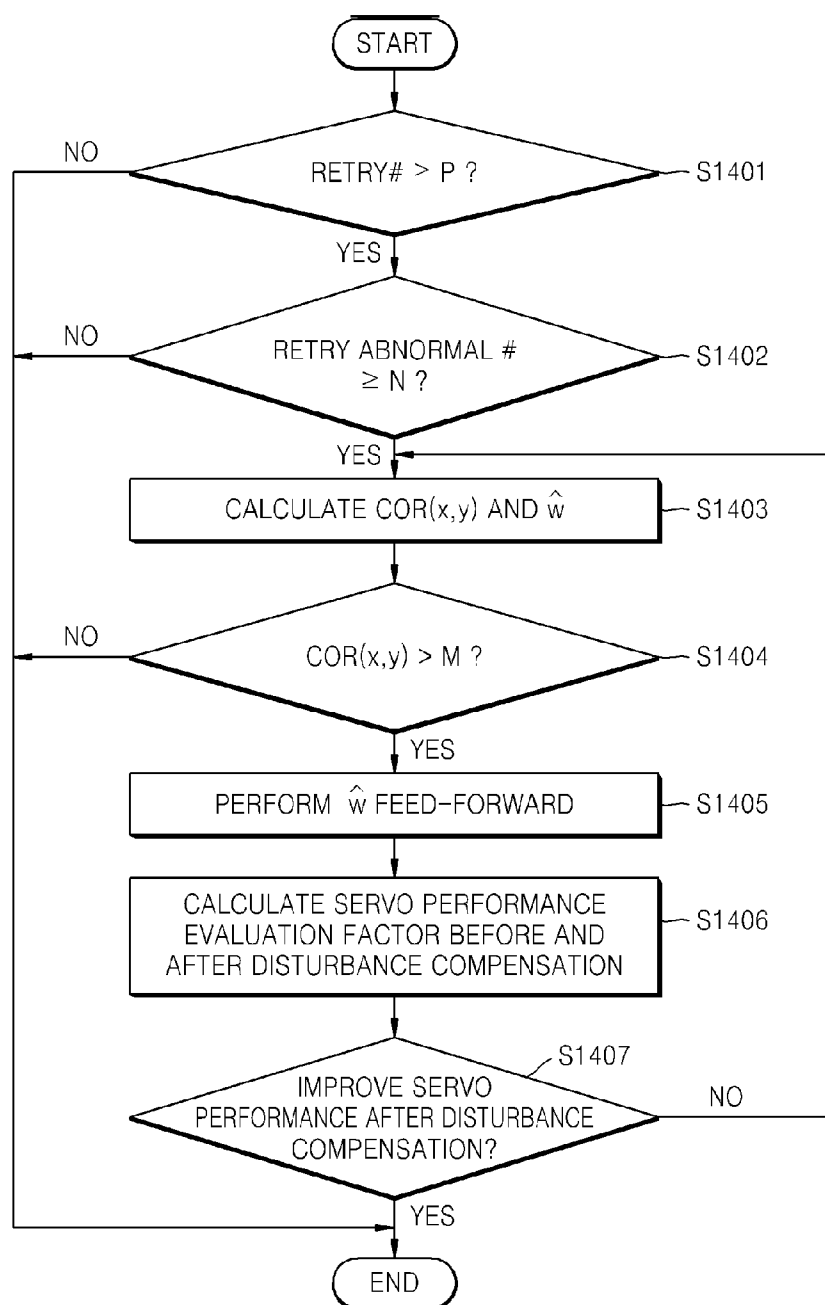 START
NO
RETRY# > P ?
S1401
YES
NO
RETRY ABNORMAL #
≥ N ?
S1402
YES
CALCULATE COR(x,y) AND ŵ
S1403
NO
COR(x,y) > M ?
S1404
YES
PERFORM ŵ FEED-FORWARD
S1405
CALCULATE SERVO PERFORMANCE
EVALUATION FACTOR BEFORE AND
AFTER DISTURBANCE COMPENSATION
S1406
S1407
IMPROVE SERVO
PERFORMANCE AFTER DISTURBANCE
COMPENSATION?
NO
YES
END